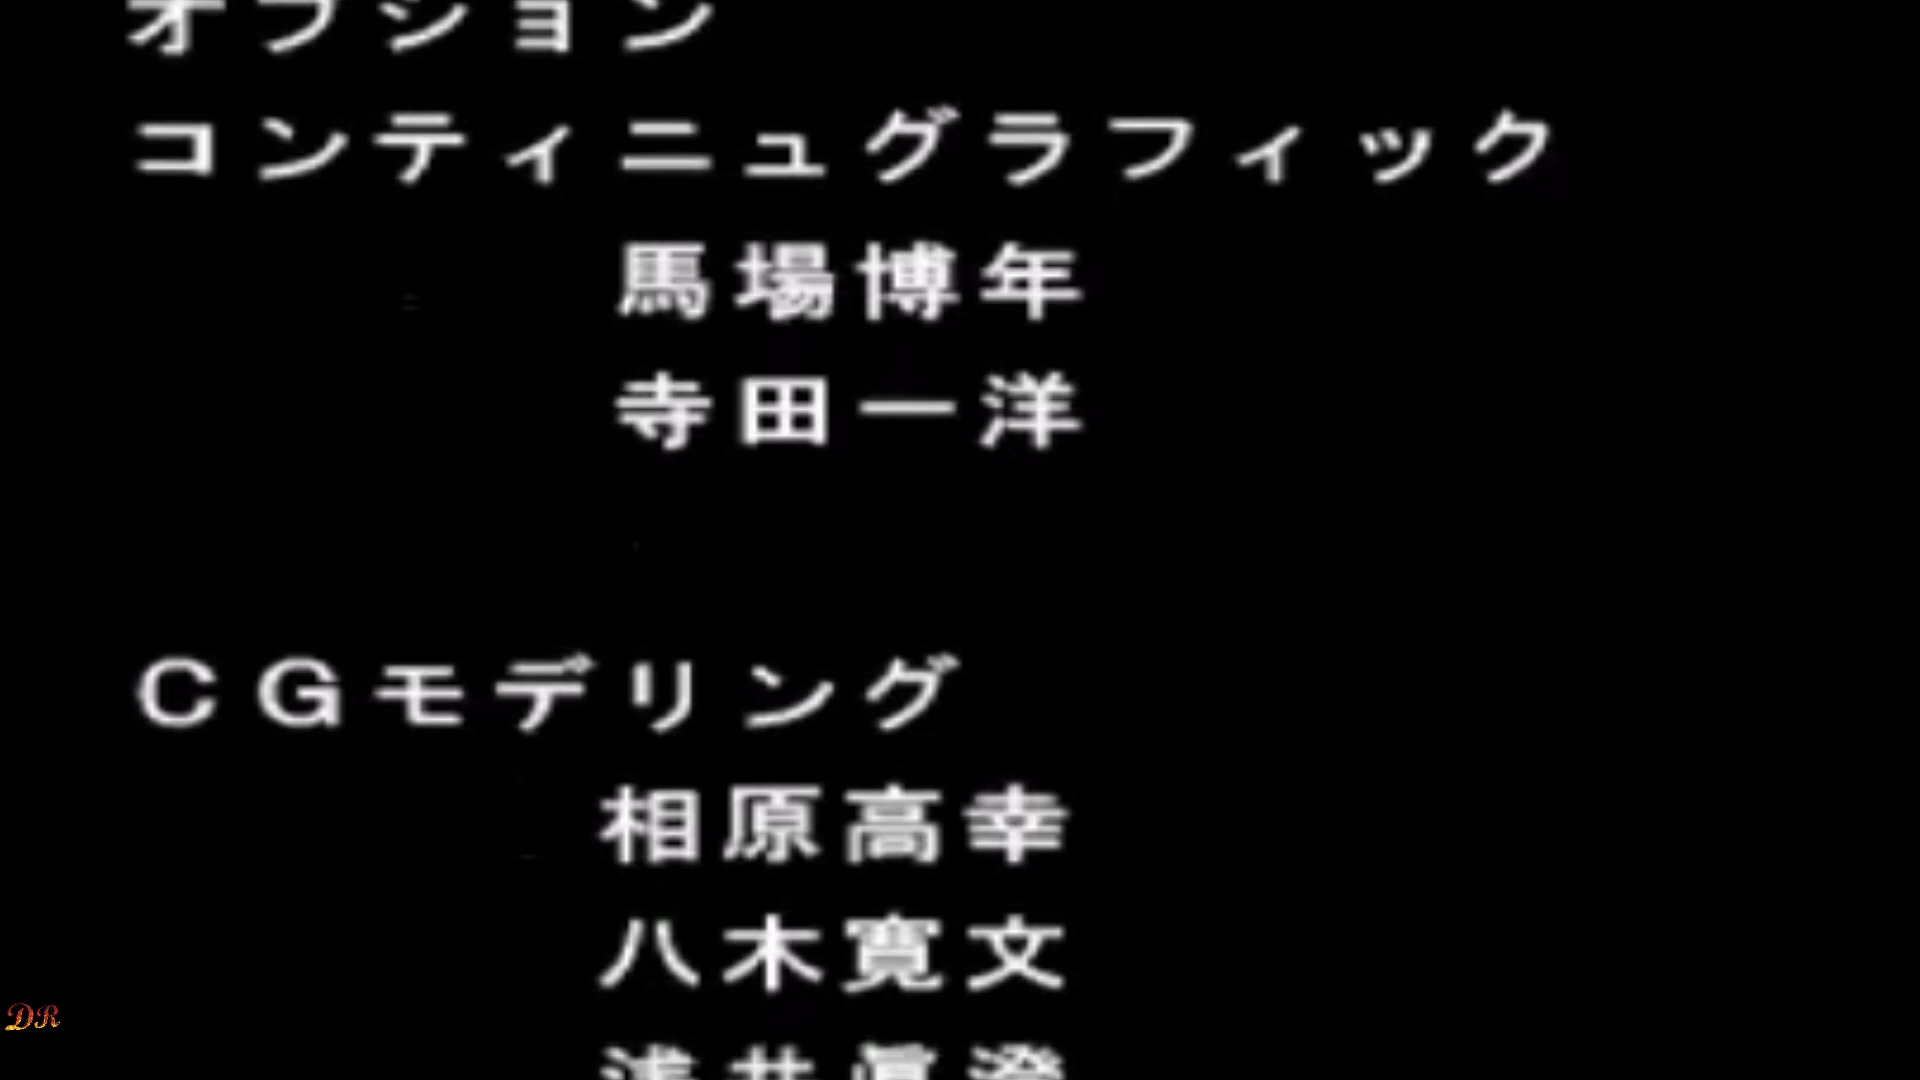 オプション
コンティニュグラフィック
馬場博年
寺田一洋
CGモデリング
相原高幸
八木寛文
DR